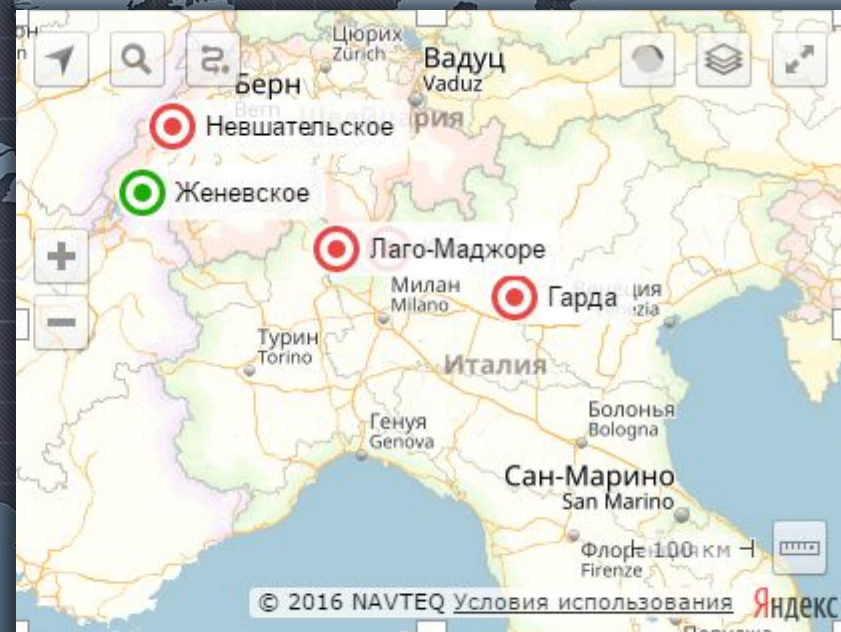 Цюрих
Zürich
Вадуц
Vaduz
Берн
Bern
Швейцария
Невшательское
Женевское
Лаго-Маджоре
Милан
Milano
Гарда
Турин
Torino
Италия
Генуя
Genova
Болонья
Bologna
Сан-Марино
San Marino
100 км
Firenze
© 2016 NAVTEQ Условия использования
Яндекс